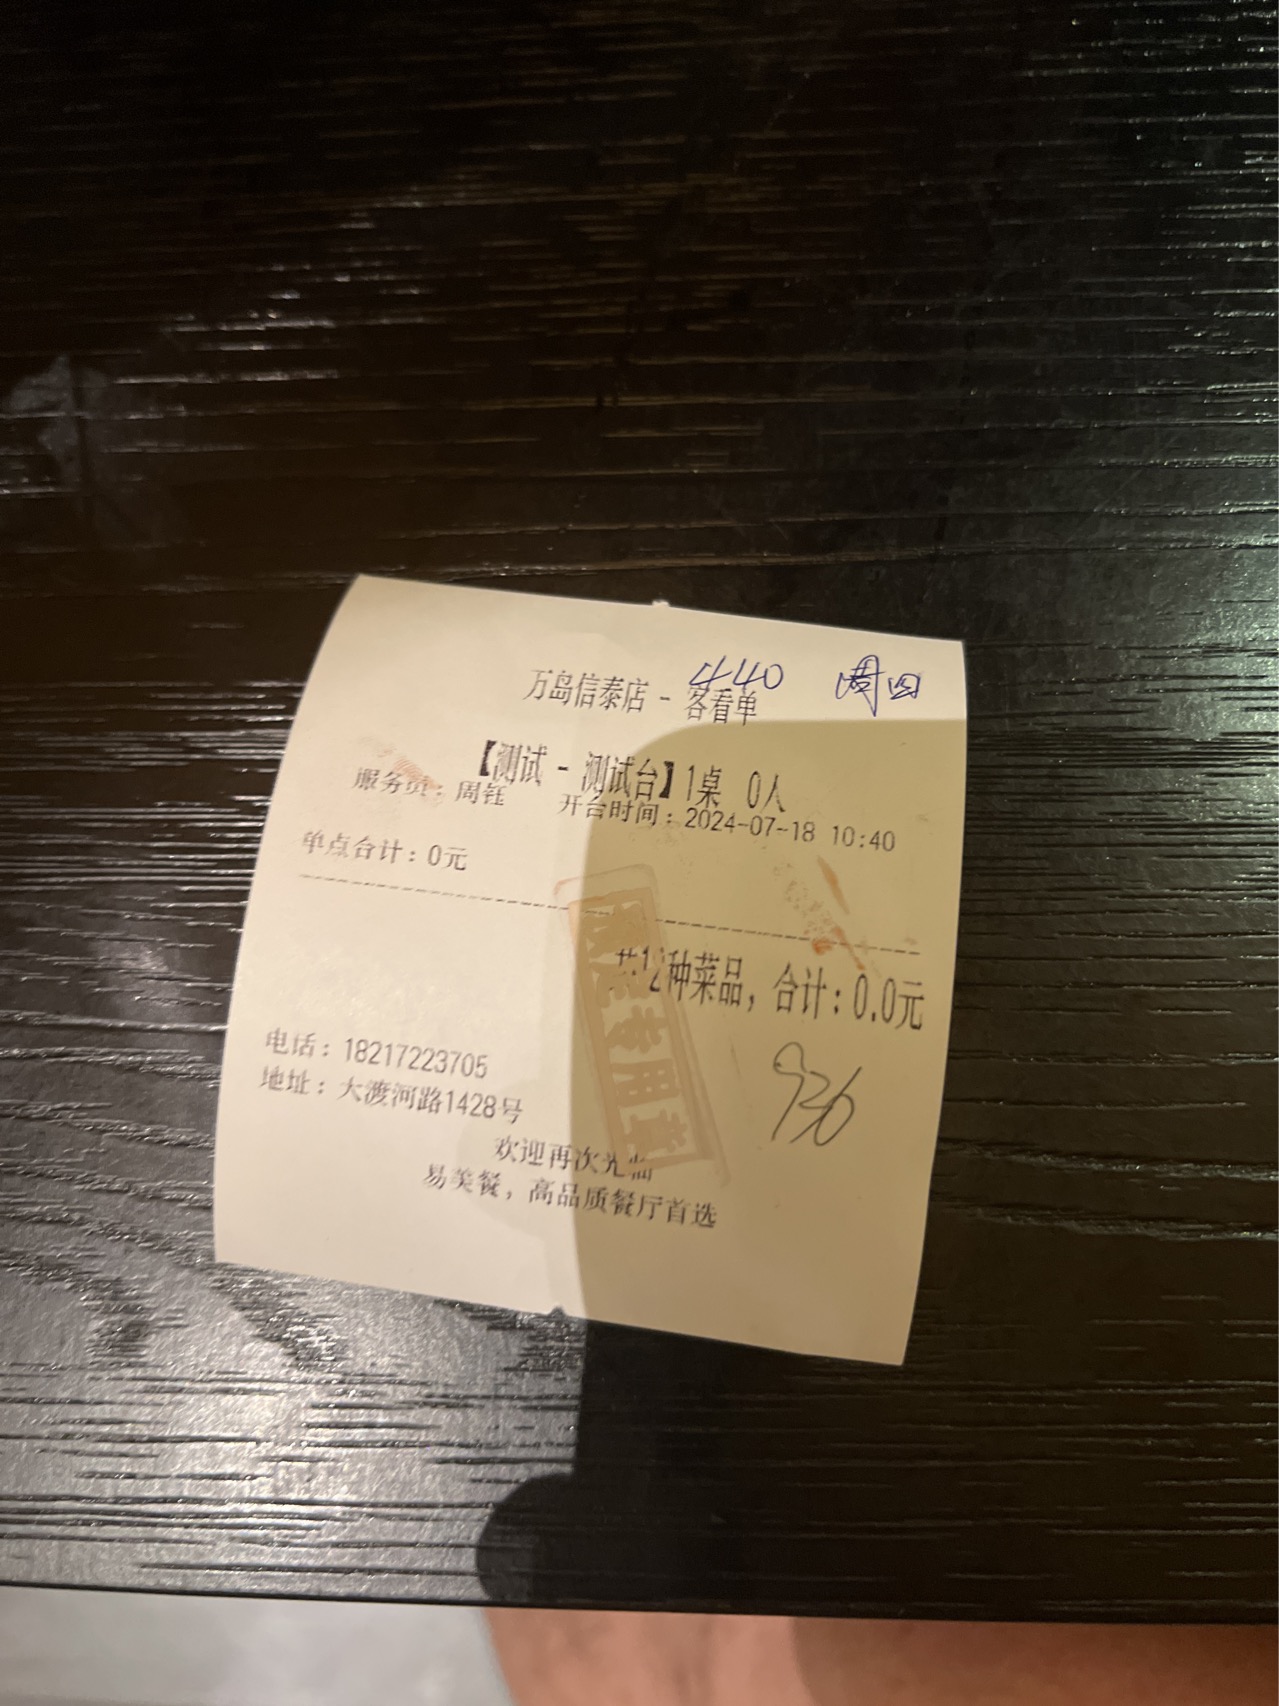 440 周四
万岛信泰店 - 客看单
【测试 - 测试台】1桌 0人
服务员：周钰 开台时间：2024-07-18 10:40
单点合计：0元
种菜品，合计：0.0元
电话：18217223705
地址：大渡河路1428号
专用章
欢迎再次光临
易美餐，高品质餐厅首选